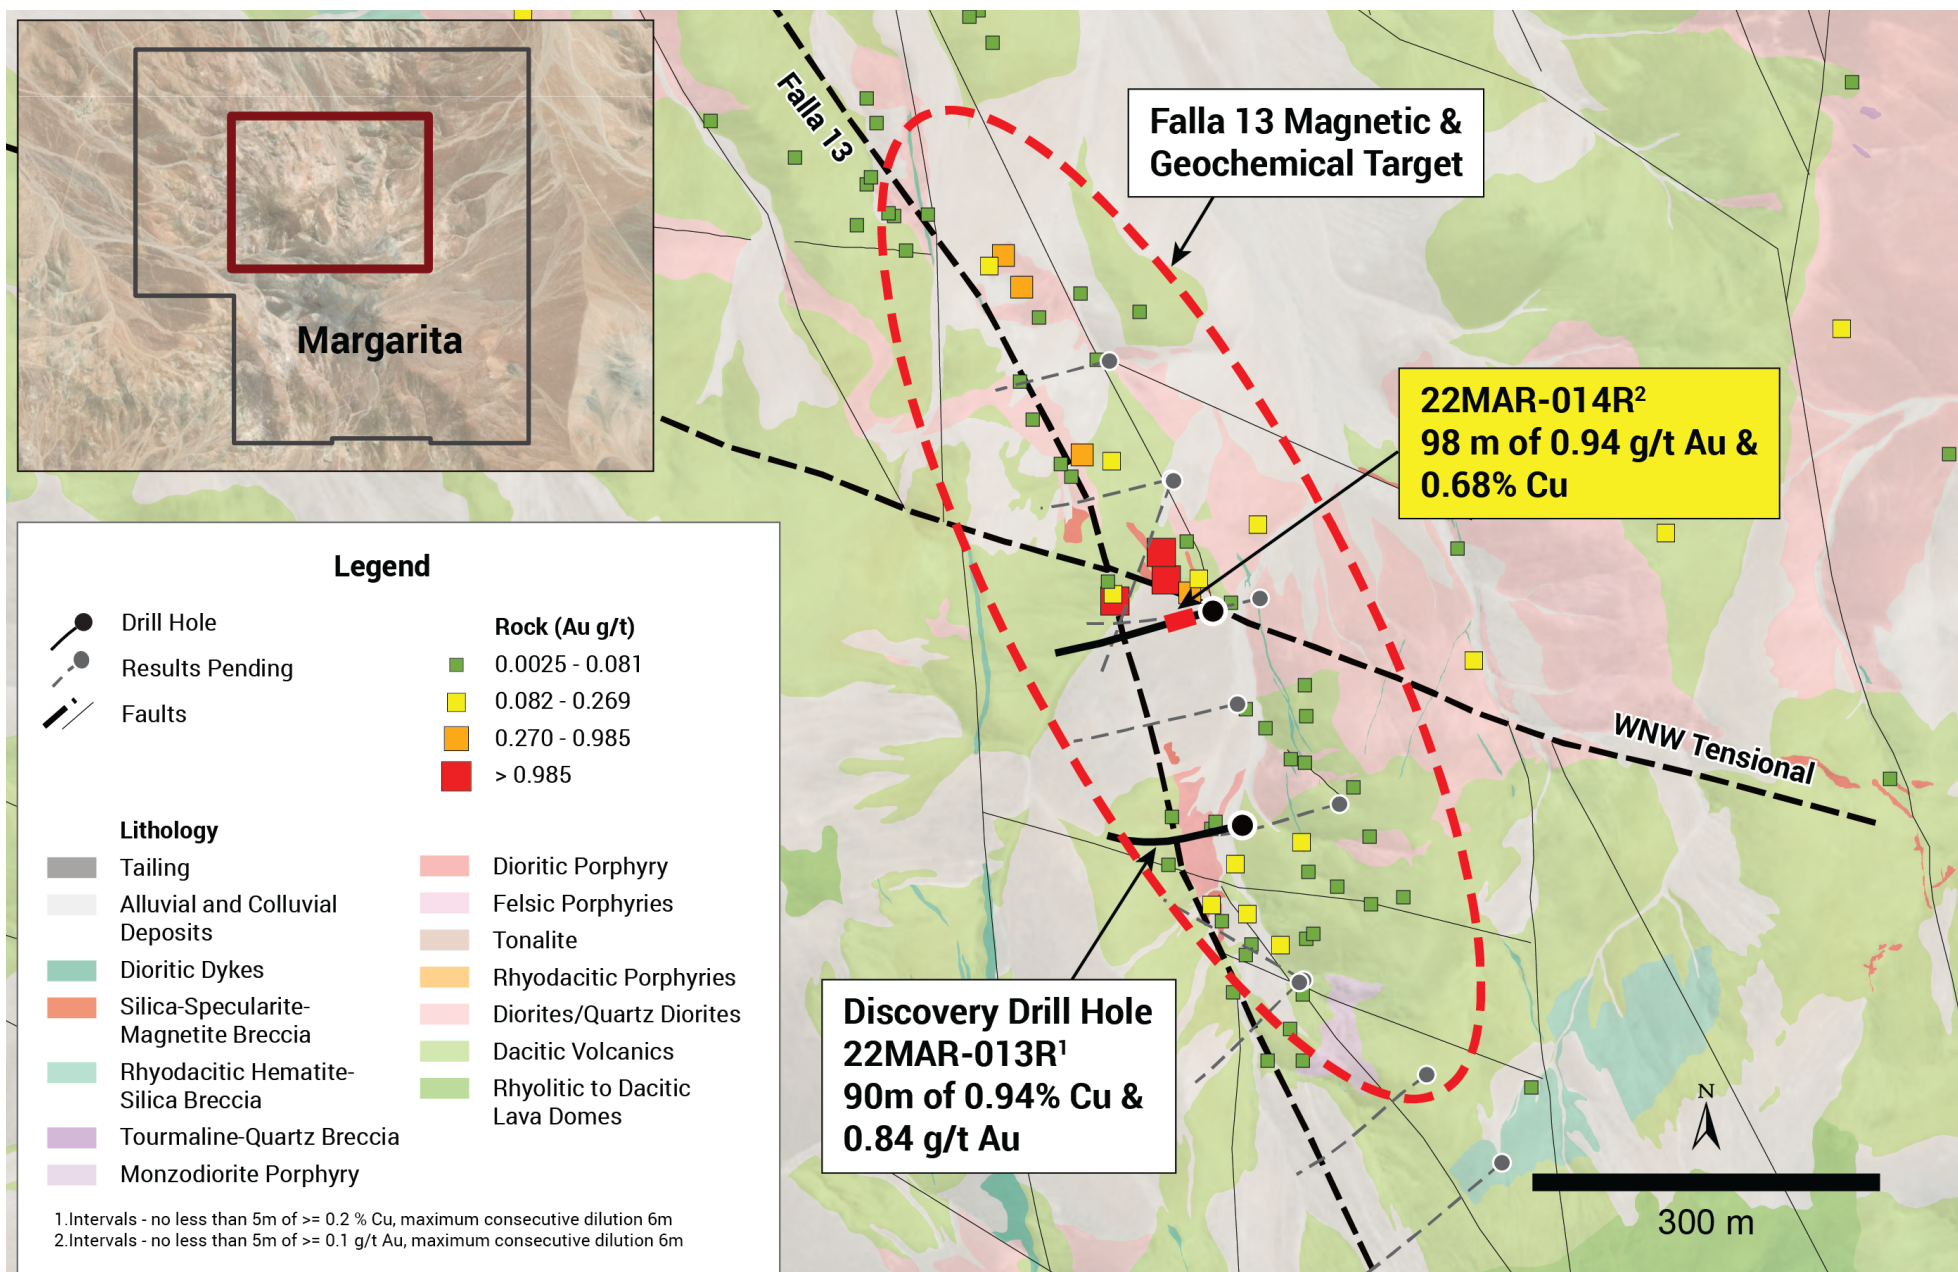 Margarita
Falla 13
Falla 13 Magnetic &
Geochemical Target
22MAR-014R²
98 m of 0.94 g/t Au &
0.68% Cu
WNW Tensional
Discovery Drill Hole
22MAR-013R¹
90m of 0.94% Cu &
0.84 g/t Au
N
300 m
Legend
Drill Hole
Results Pending
Faults
Rock (Au g/t)
0.0025 - 0.081
0.082 - 0.269
0.270 - 0.985
> 0.985
Lithology
Tailing
Alluvial and Colluvial
Deposits
Dioritic Dykes
Silica-Specularite-
Magnetite Breccia
Rhyodacitic Hematite-
Silica Breccia
Tourmaline-Quartz Breccia
Monzodiorite Porphyry
Dioritic Porphyry
Felsic Porphyries
Tonalite
Rhyodacitic Porphyries
Diorites/Quartz Diorites
Dacitic Volcanics
Rhyolitic to Dacitic
Lava Domes
1.Intervals - no less than 5m of >= 0.2 % Cu, maximum consecutive dilution 6m
2.Intervals - no less than 5m of >= 0.1 g/t Au, maximum consecutive dilution 6m